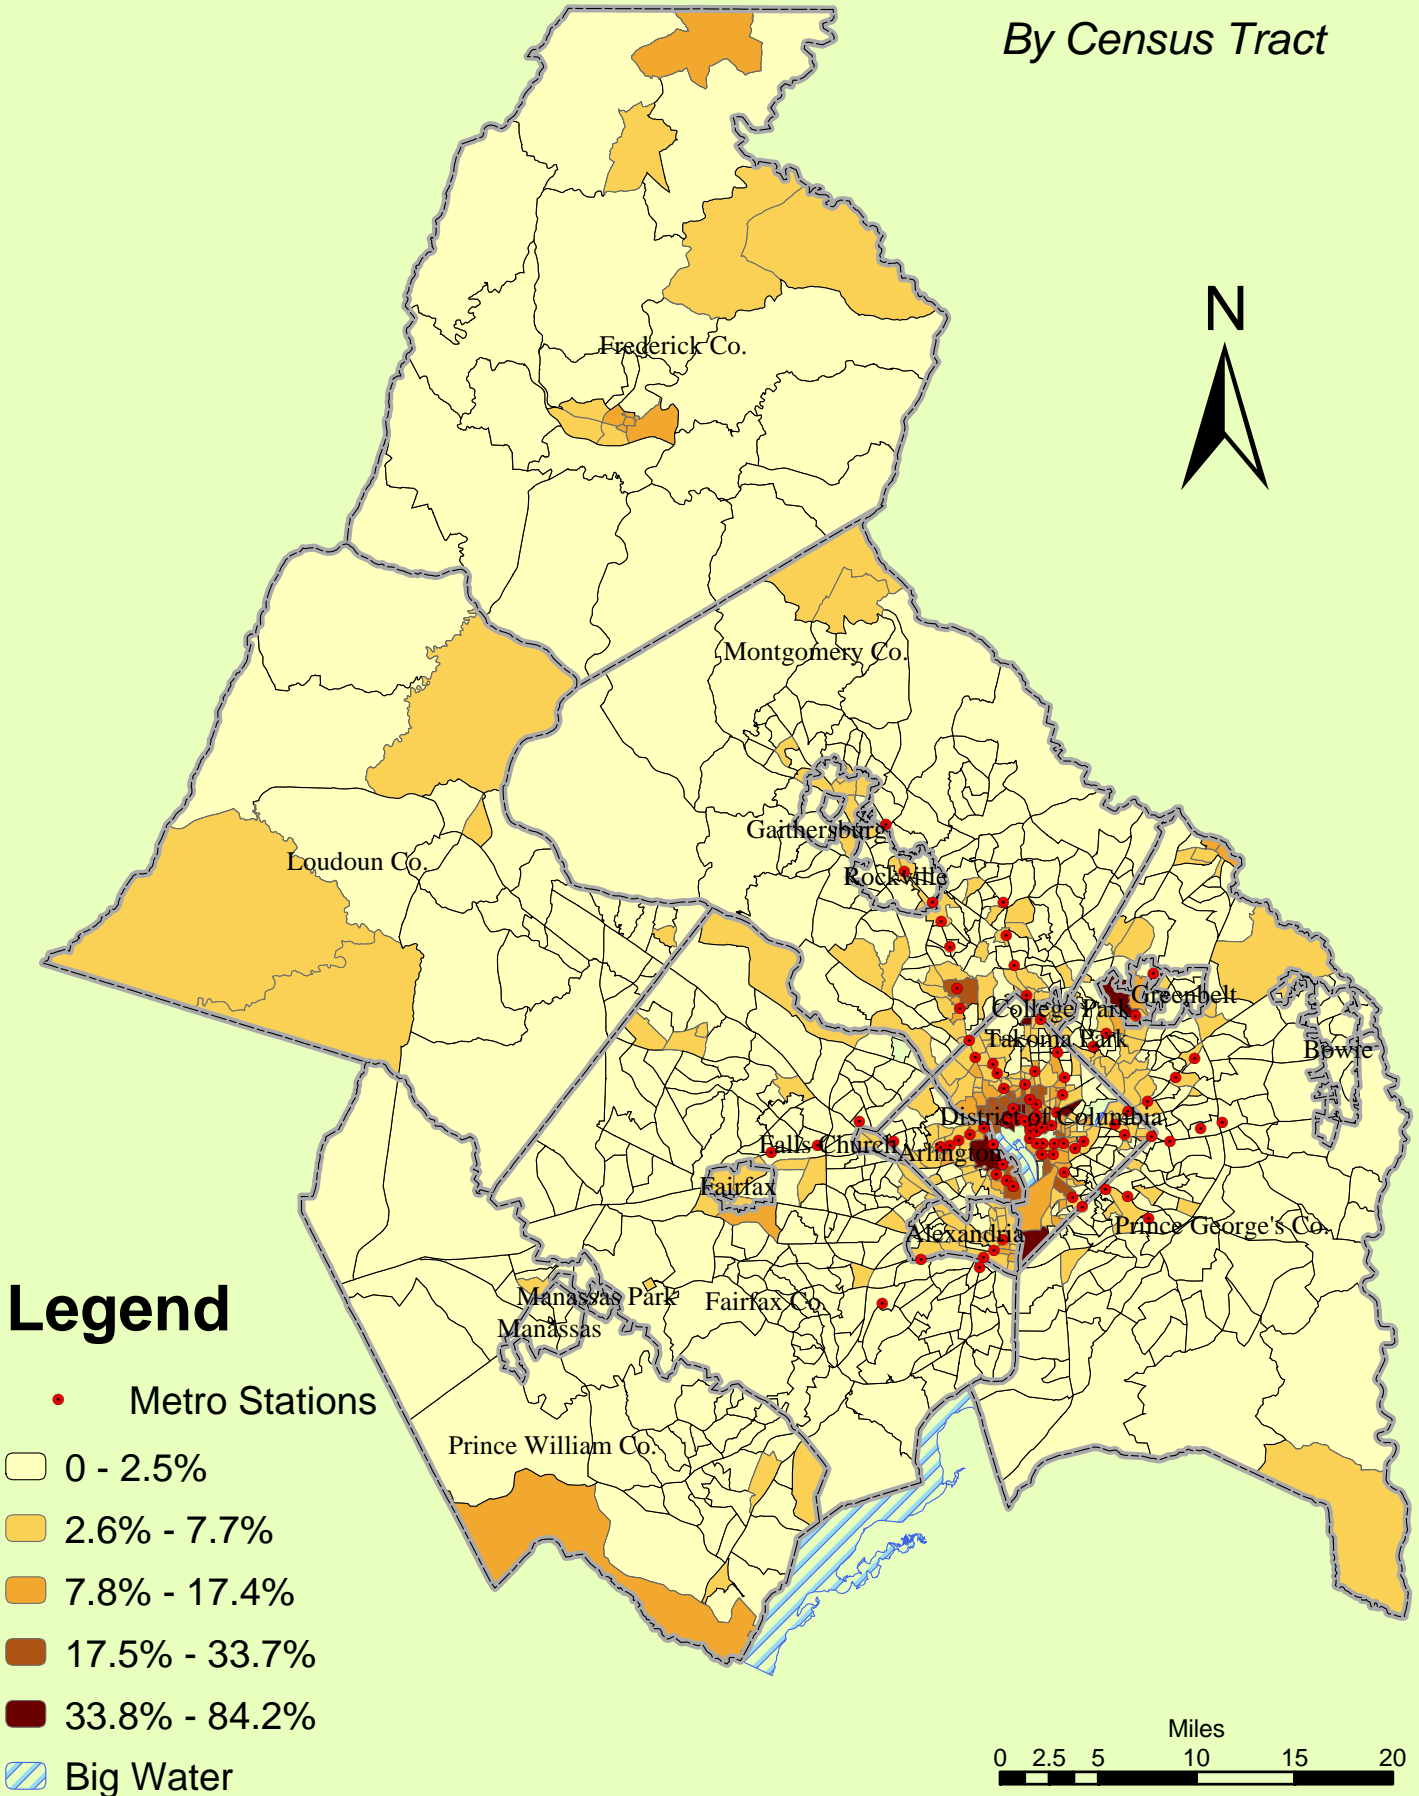 By Census Tract
N
Frederick Co.
Montgomery Co.
Gaithersburg
Loudoun Co.
Rockville
Greenbelt
College Park
Takoma Park
Bowie
District of Columbia
Falls Church
Arlington
Fairfax
Alexandria
Prince George's Co.
Manassas Park
Fairfax Co.
Manassas
Prince William Co.
Legend
Metro Stations
0 - 2.5%
2.6% - 7.7%
7.8% - 17.4%
17.5% - 33.7%
33.8% - 84.2%
Big Water
Miles
0 2.5 5 10 15 20